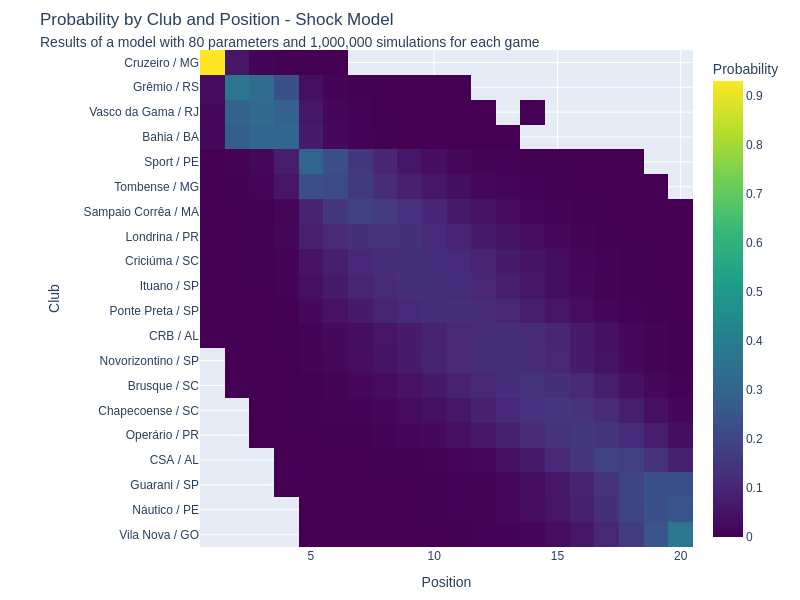 Probability by Club and Position - Shock Model
Results of a model with 80 parameters and 1,000,000 simulations for each game
Probability
Club
Cruzeiro / MG
Grêmio / RS
Vasco da Gama / RJ
Bahia / BA
Sport / PE
Tombense / MG
Sampaio Corrêa / MA
Londrina / PR
Criciúma / SC
Ituano / SP
Ponte Preta / SP
CRB / AL
Novorizontino / SP
Brusque / SC
Chapecoense / SC
Operário / PR
CSA / AL
Guarani / SP
Náutico / PE
Vila Nova / GO
0.9
0.8
0.7
0.6
0.5
0.4
0.3
0.2
0.1
0
5 10 15 20
Position